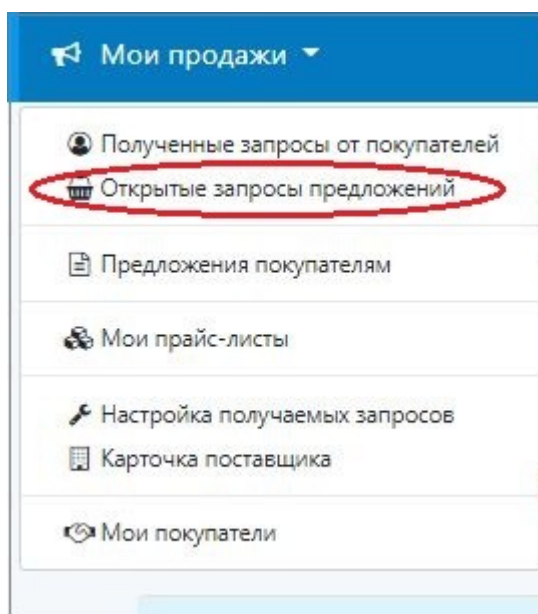 Мои продажи
Полученные запросы от покупателей
Открытые запросы предложений
Предложения покупателям
Мои прайс-листы
Настройка получаемых запросов
Карточка поставщика
Мои покупатели